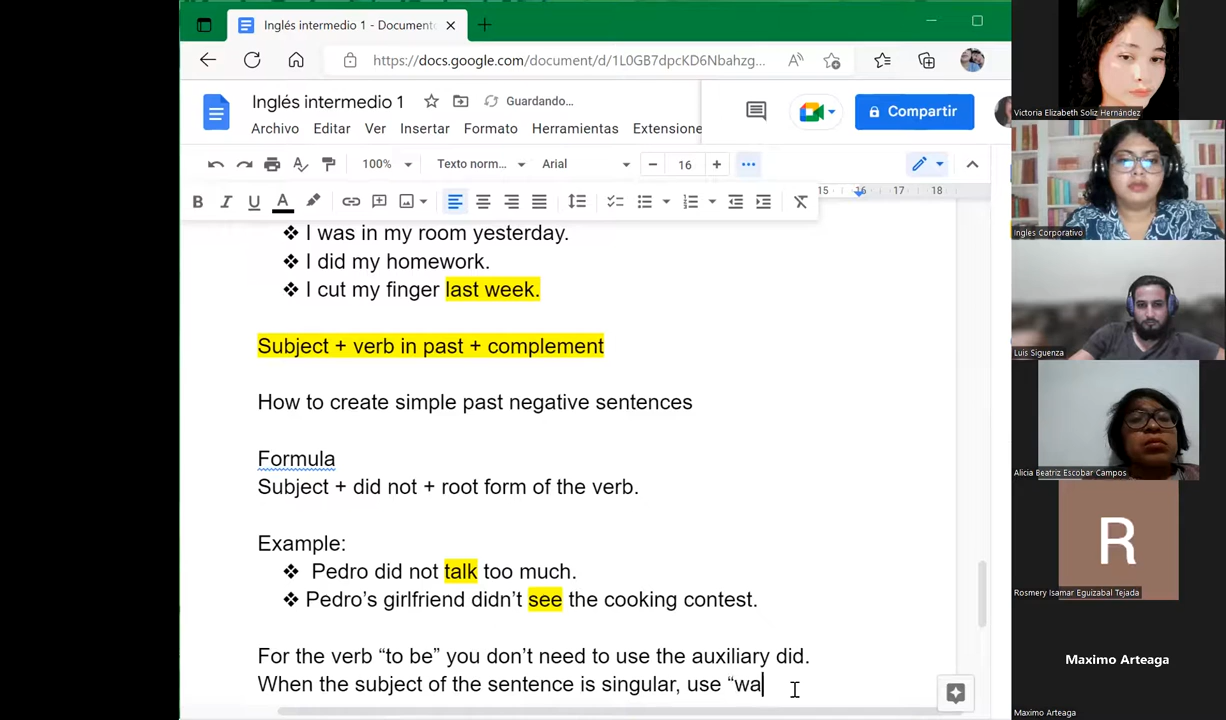 Inglés intermedio 1 - Documento
https://docs.google.com/document/d/1L0GB7dpcKD6Nbahzg...
Inglés intermedio 1
Guardando…
Archivo Editar Ver Insertar Formato Herramientas Extensione
Compartir
100% Texto norm... Arial 16
15 16 17 18
❖ I was in my room yesterday.
❖ I did my homework.
❖ I cut my finger last week.
Subject + verb in past + complement
How to create simple past negative sentences
Formula
Subject + did not + root form of the verb.
Example:
❖ Pedro did not talk too much.
❖ Pedro’s girlfriend didn’t see the cooking contest.
For the verb “to be” you don’t need to use the auxiliary did.
When the subject of the sentence is singular, use “wa
Victoria Elizabeth Soliz Hernández
Ingles Corporativo
Luis Siguenza
Alicia Beatriz Escobar Campos
R
Rosmery Isamar Eguizabal Tejada
Maximo Arteaga
Maximo Arteaga